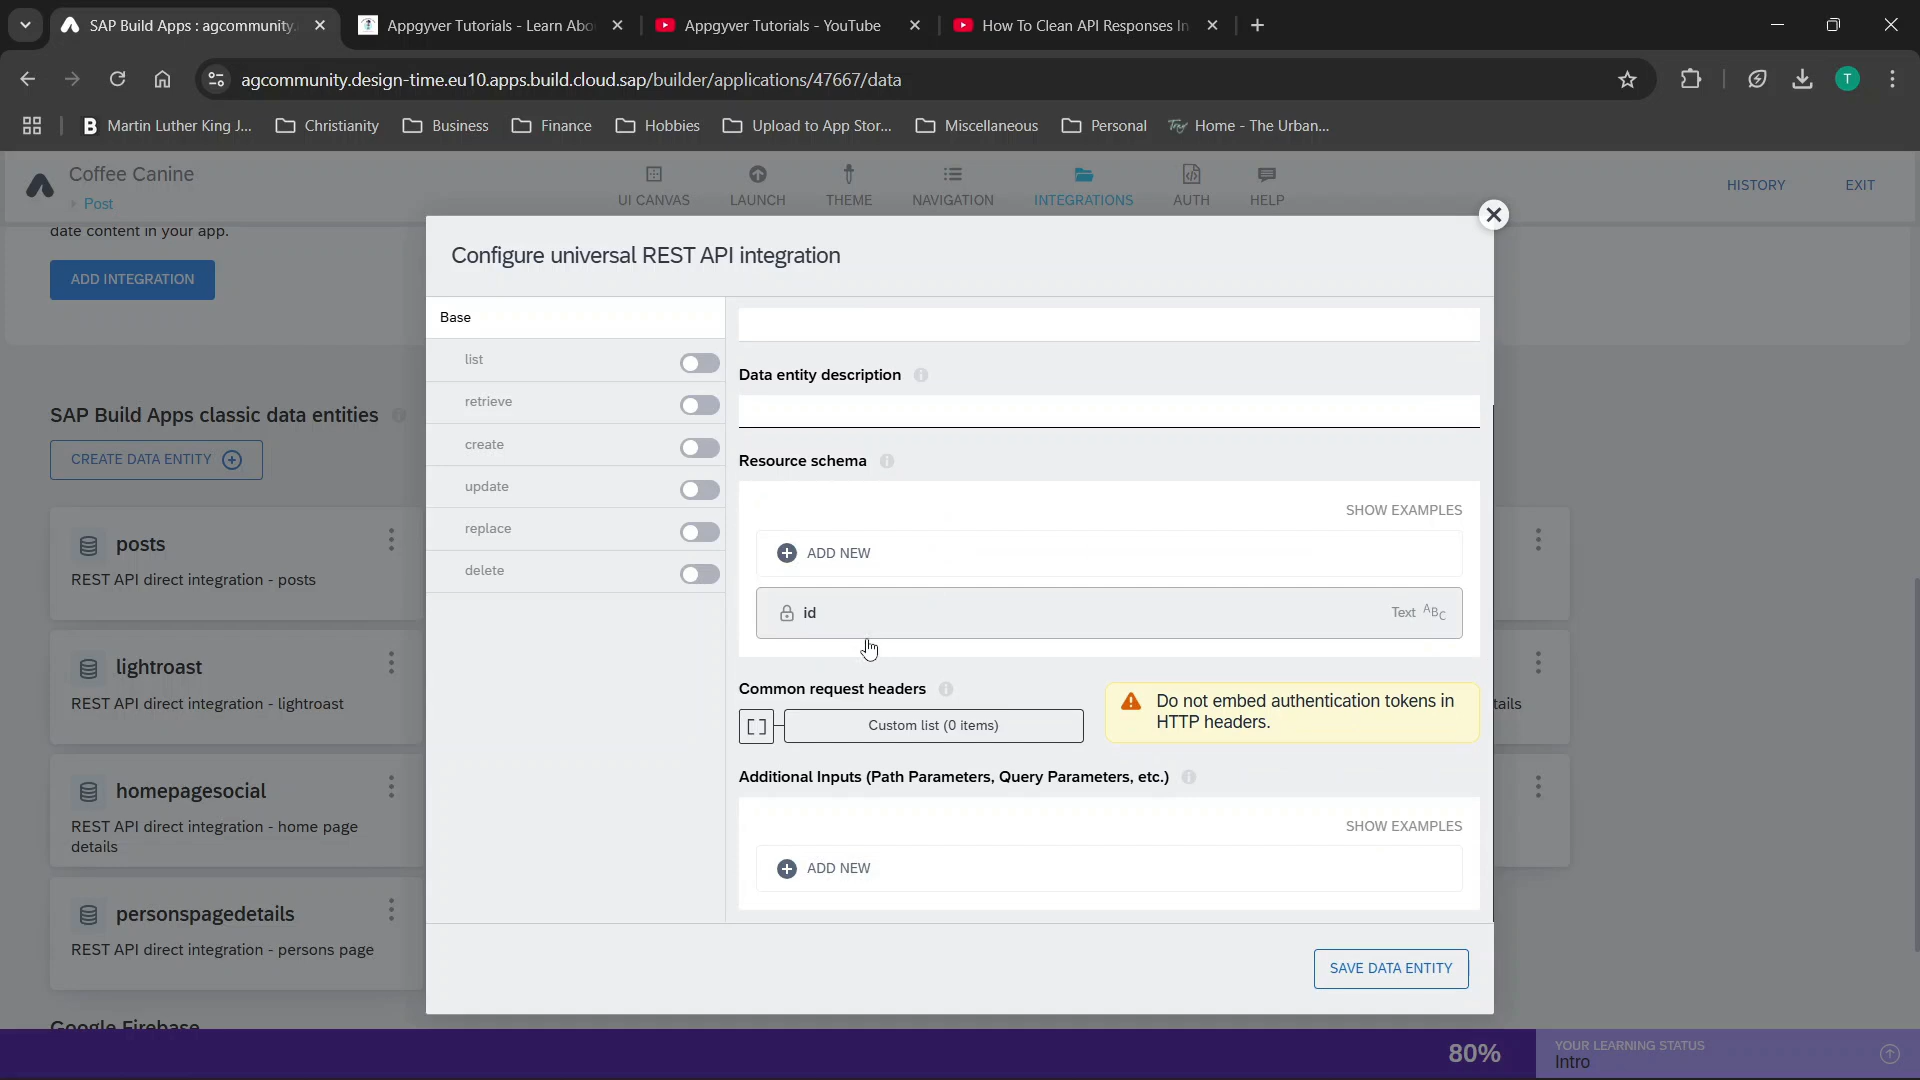 SAP Build Apps : agcommunity.
Appgyver Tutorials - Learn Abo
Appgyver Tutorials - YouTube
How To Clean API Responses In
agcommunity.design-time.eu10.apps.build.cloud.sap/builder/applications/47667/data
T
B Martin Luther King J...
Christianity
Business
Finance
Hobbies
Upload to App Stor...
Miscellaneous
Personal
Home - The Urban...
Coffee Canine
Post
UI CANVAS
LAUNCH
THEME
NAVIGATION
INTEGRATIONS
AUTH
HELP
HISTORY
EXIT
date content in your app.
ADD INTEGRATION
SAP Build Apps classic data entities
CREATE DATA ENTITY
posts
REST API direct integration - posts
lightroast
REST API direct integration - lightroast
homepagesocial
REST API direct integration - home page
details
personspagedetails
REST API direct integration - persons page
Google Firebase
Configure universal REST API integration
Base
list
retrieve
create
update
replace
delete
Data entity description
Resource schema
SHOW EXAMPLES
ADD NEW
id
Text ABC
Common request headers
Custom list (0 items)
Do not embed authentication tokens in
HTTP headers.
Additional Inputs (Path Parameters, Query Parameters, etc.)
SHOW EXAMPLES
ADD NEW
SAVE DATA ENTITY
tails
80%
YOUR LEARNING STATUS
Intro